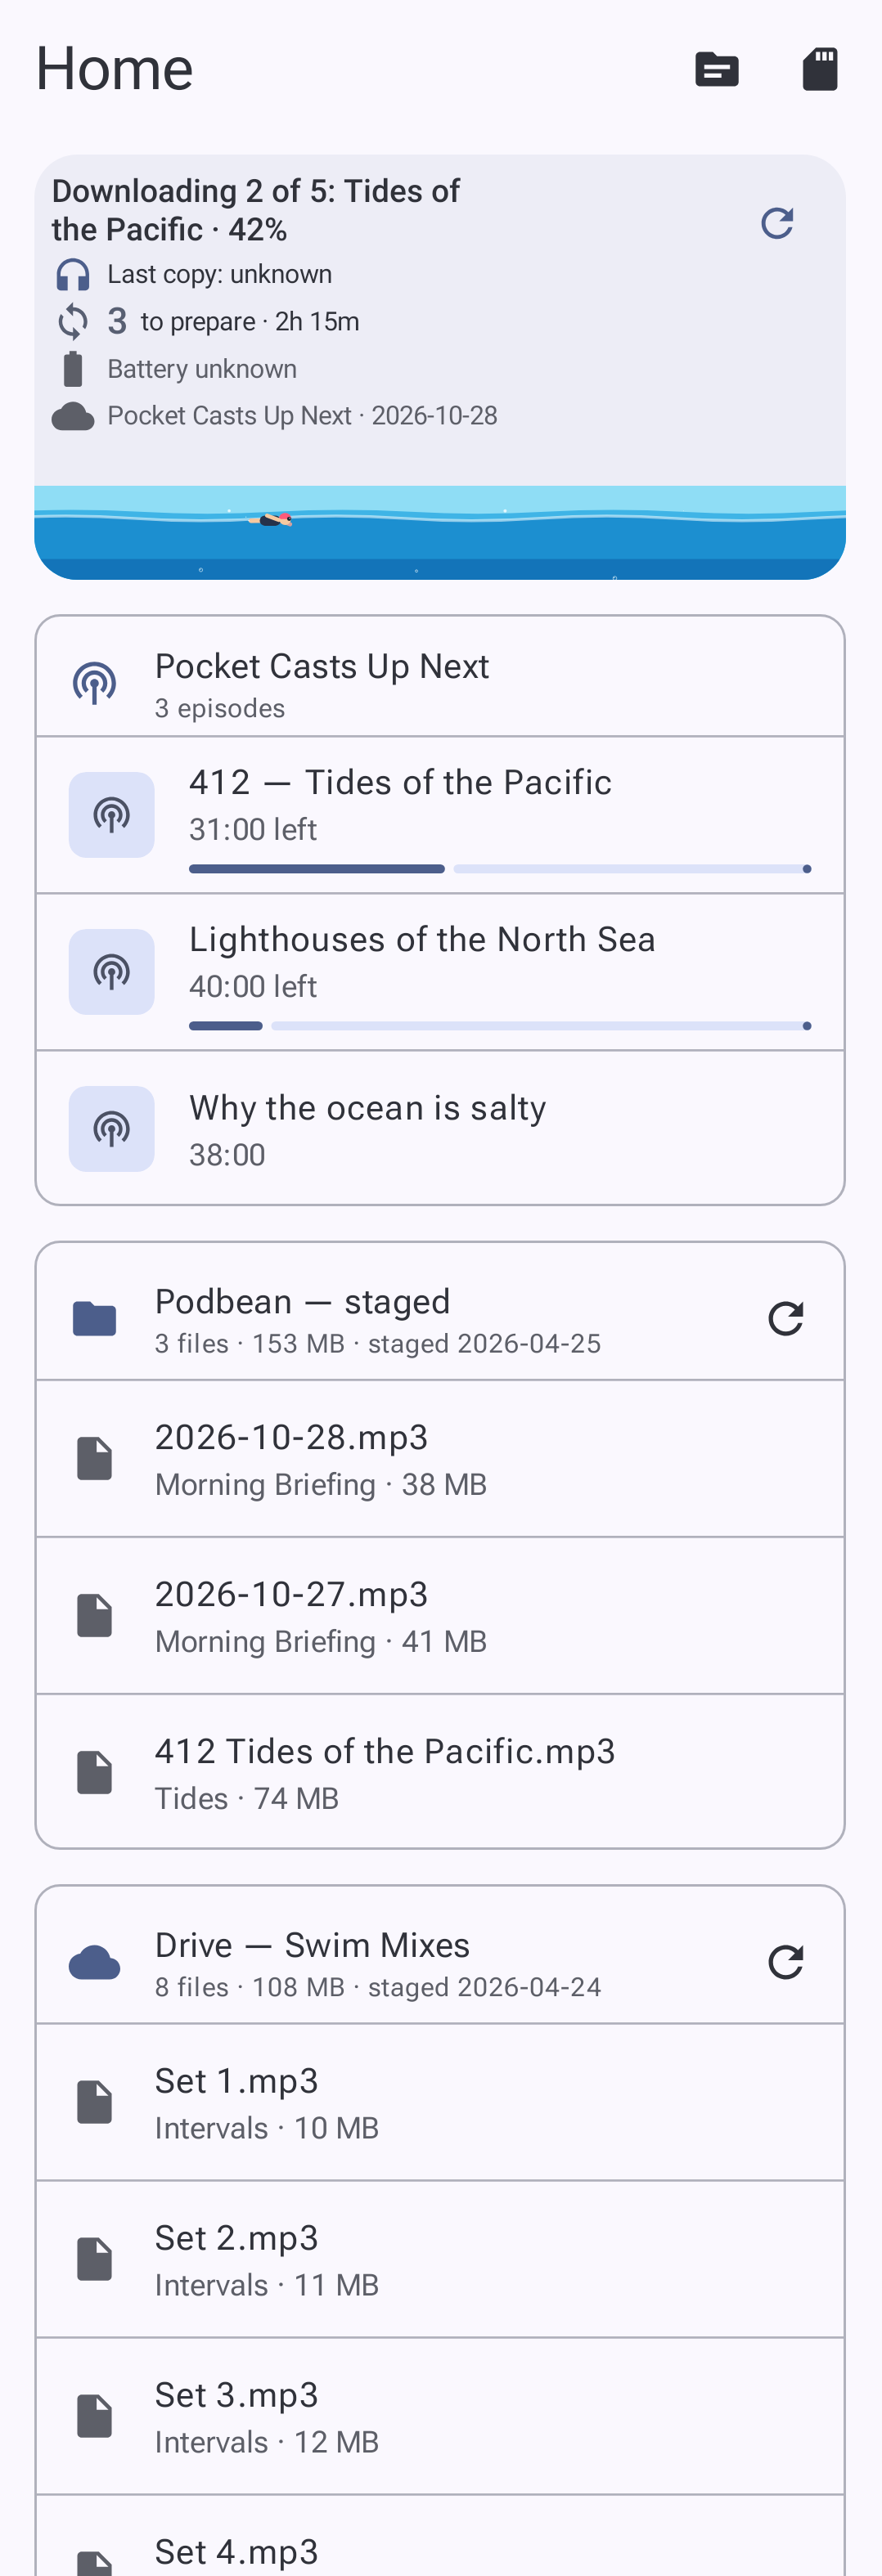 Home
Downloading 2 of 5: Tides of
the Pacific · 42%
Last copy: unknown
3 to prepare · 2h 15m
Battery unknown
Pocket Casts Up Next · 2026-10-28
Pocket Casts Up Next
3 episodes
412 — Tides of the Pacific
31:00 left
Lighthouses of the North Sea
40:00 left
Why the ocean is salty
38:00
Podbean — staged
3 files · 153 MB · staged 2026-04-25
2026-10-28.mp3
Morning Briefing · 38 MB
2026-10-27.mp3
Morning Briefing · 41 MB
412 Tides of the Pacific.mp3
Tides · 74 MB
Drive — Swim Mixes
8 files · 108 MB · staged 2026-04-24
Set 1.mp3
Intervals · 10 MB
Set 2.mp3
Intervals · 11 MB
Set 3.mp3
Intervals · 12 MB
Set 4.mp3